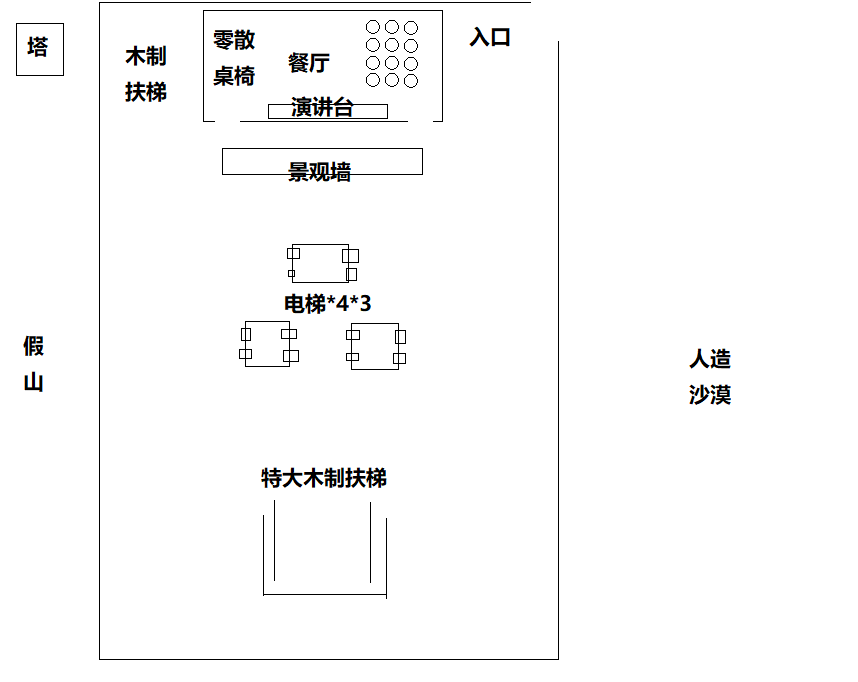 塔
木制
扶梯
零散
桌椅
餐厅
入口
演讲台
景观墙
电梯*4*3
假
山
人造
沙漠
特大木制扶梯